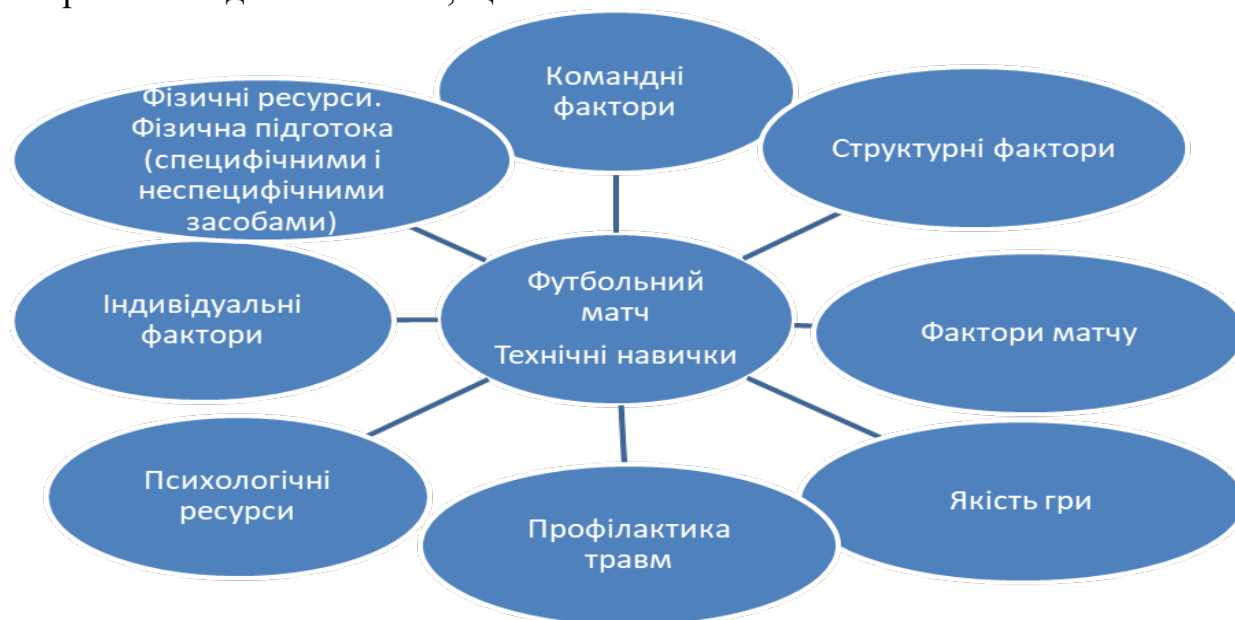 Командні
фактори
Структурні фактори
Фактори матчу
Якість гри
Профілактика
травм
Психологічні
ресурси
Індивідуальні
фактори
Фізичні ресурси.
Фізична підготока
(специфічними і
неспецифічними
засобами)
Футбольний
матч
Технічні навички